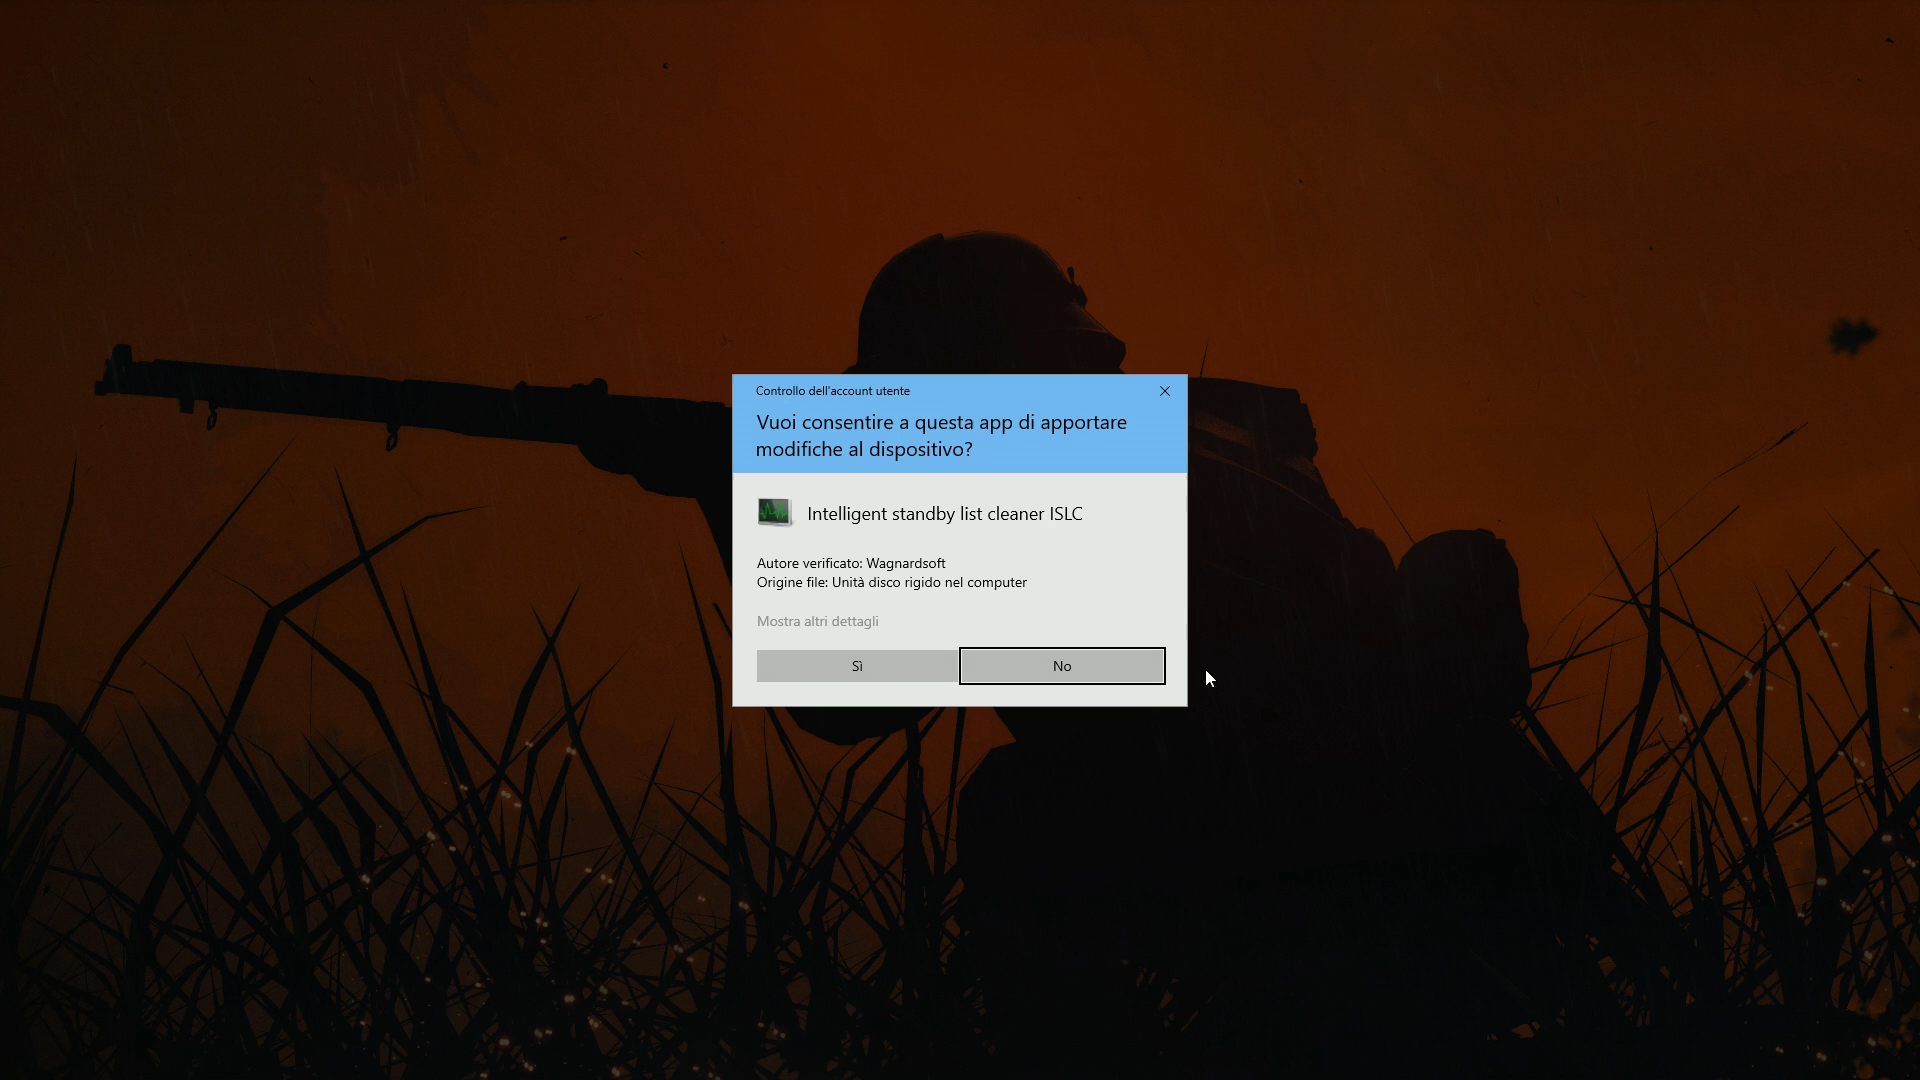 Controllo dell'account utente
Vuoi consentire a questa app di apportare
modifiche al dispositivo?
Intelligent standby list cleaner ISLC
Autore verificato: Wagnardsoft
Origine file: Unità disco rigido nel computer
Mostra altri dettagli
Sì
No